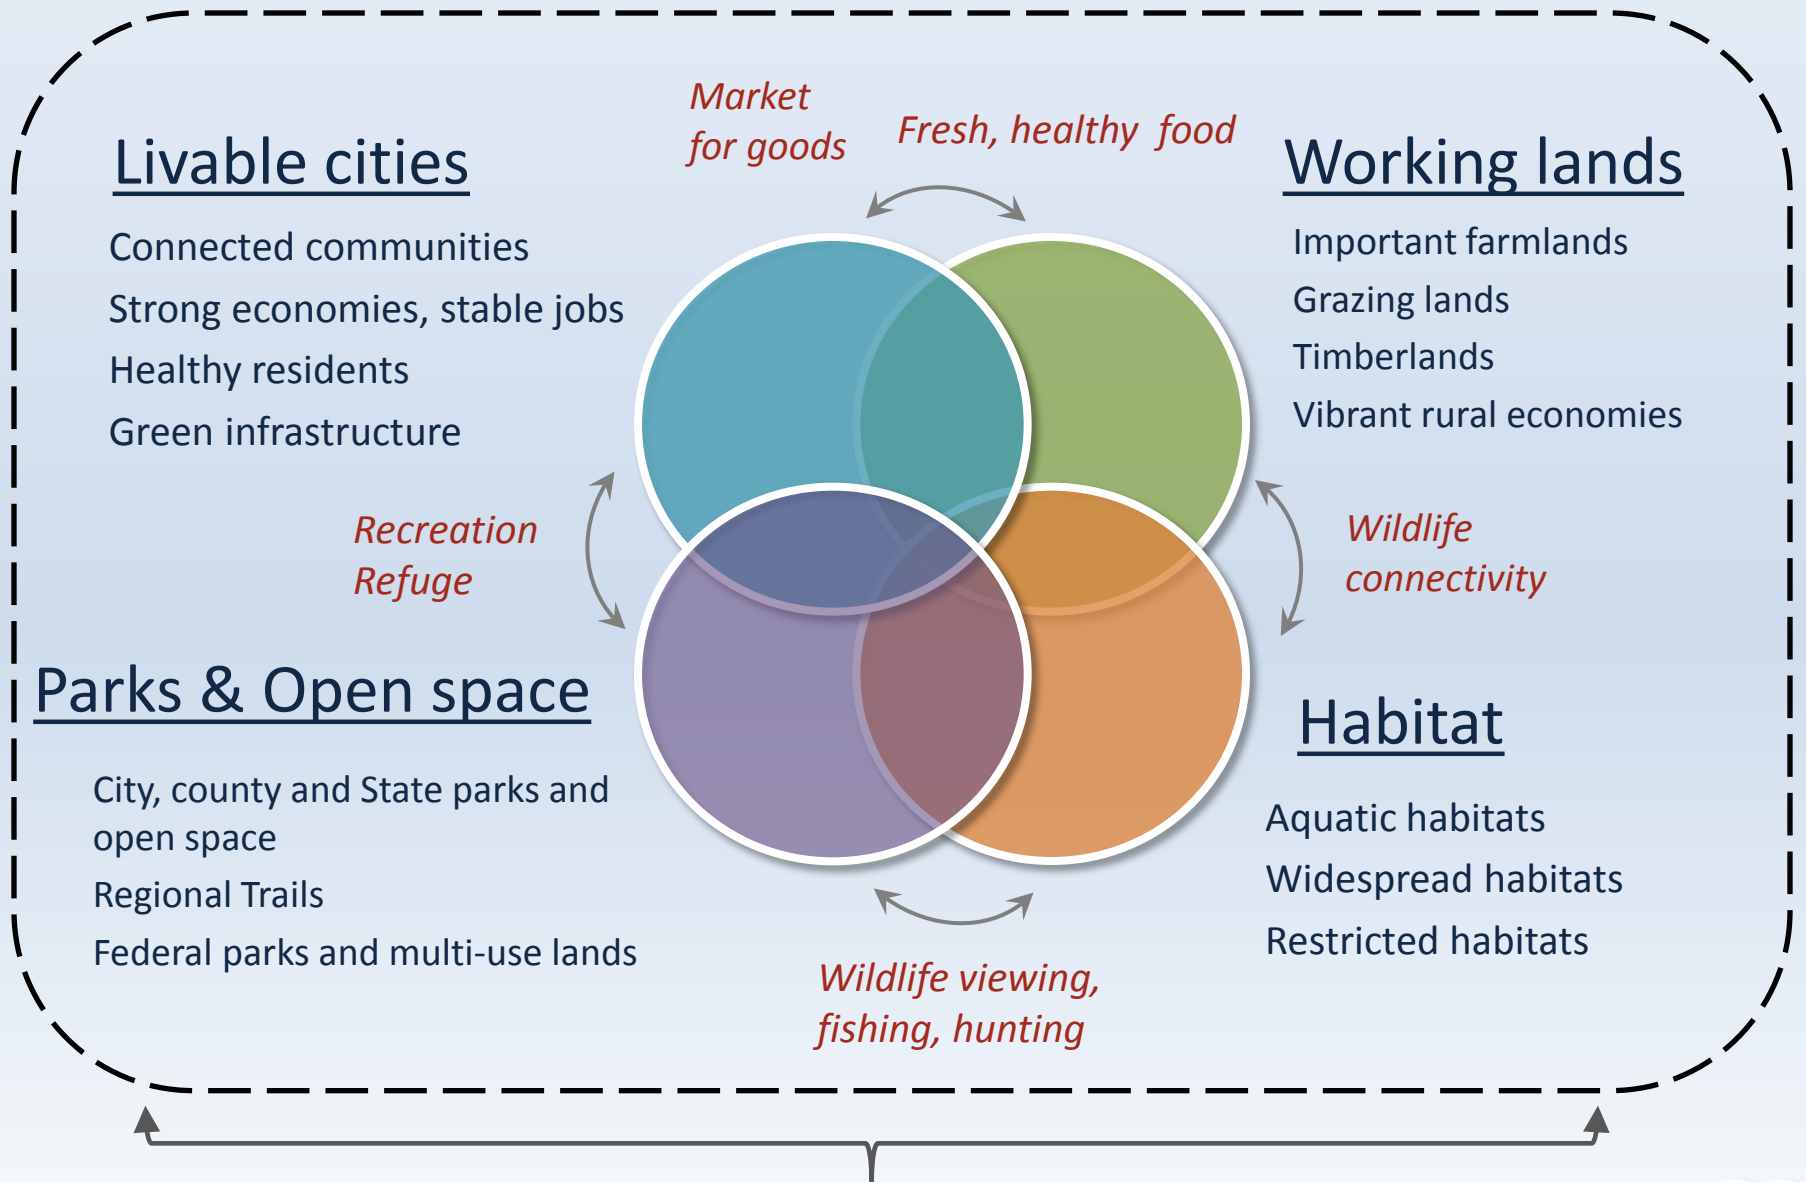 Market
for goods
Fresh, healthy food
Livable cities
Connected communities
Strong economies, stable jobs
Healthy residents
Green infrastructure
Working lands
Important farmlands
Grazing lands
Timberlands
Vibrant rural economies
Recreation
Refuge
Wildlife
connectivity
Parks & Open space
City, county and State parks and
open space
Regional Trails
Federal parks and multi-use lands
Habitat
Aquatic habitats
Widespread habitats
Restricted habitats
Wildlife viewing,
fishing, hunting